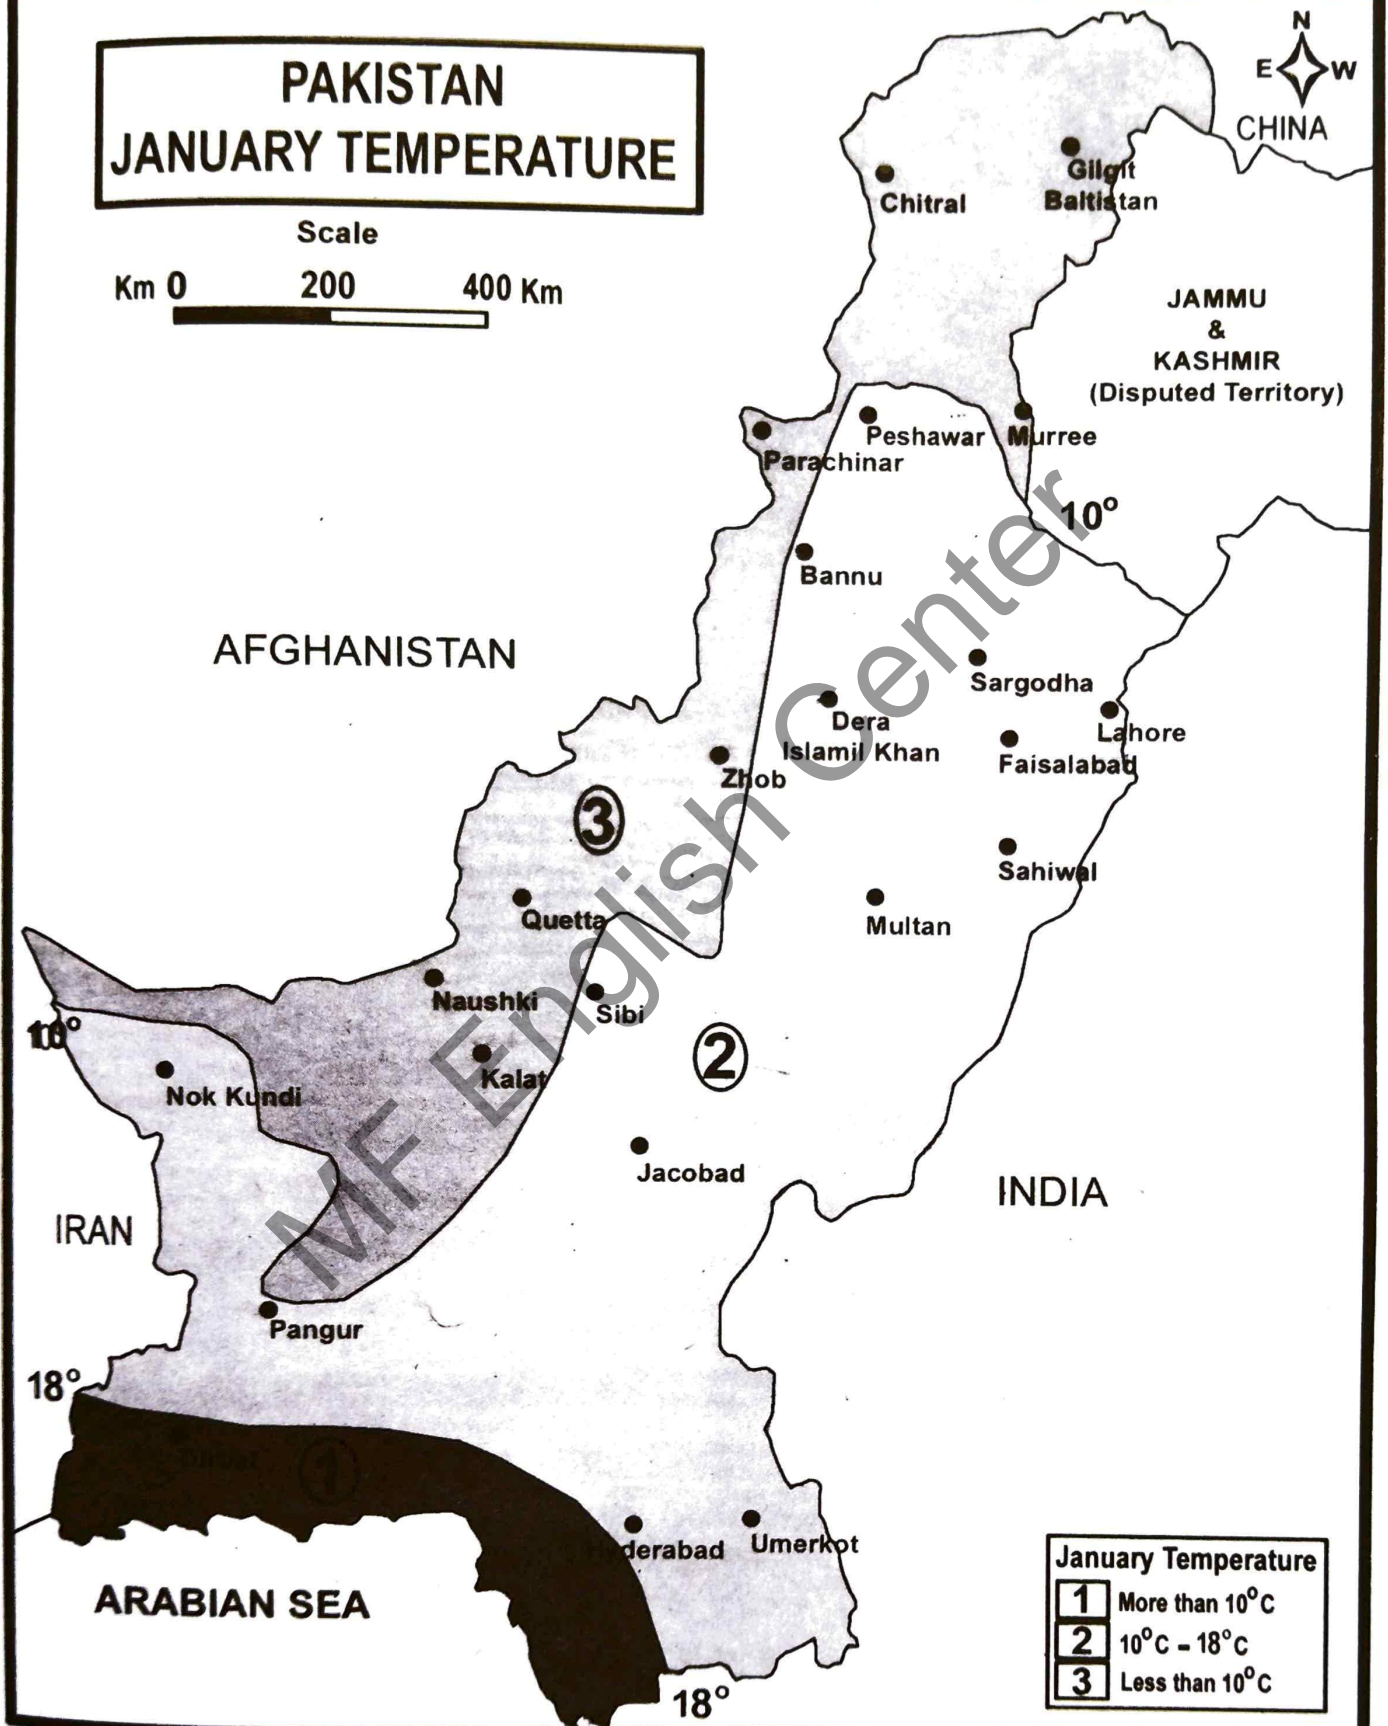 PAKISTAN
JANUARY TEMPERATURE
Scale
Km 0 200 400 Km
N
E W
CHINA
Gilgit
Baltistan
Chitral
JAMMU
&
KASHMIR
(Disputed Territory)
Peshawar
Murree
Parachinar
10°
Bannu
AFGHANISTAN
Sargodha
Dera
Islamil Khan
Lahore
Faisalabad
Zhob
3
Sahiwal
Quetta
Multan
Naushki
Sibi
10°
2
Kalat
Nok Kundi
Jacobad
INDIA
IRAN
Pangur
18°
1
Hyderabad
Umerkot
ARABIAN SEA
18°
January Temperature
1 More than 10°C
2 10°C - 18°C
3 Less than 10°C
MF English Center